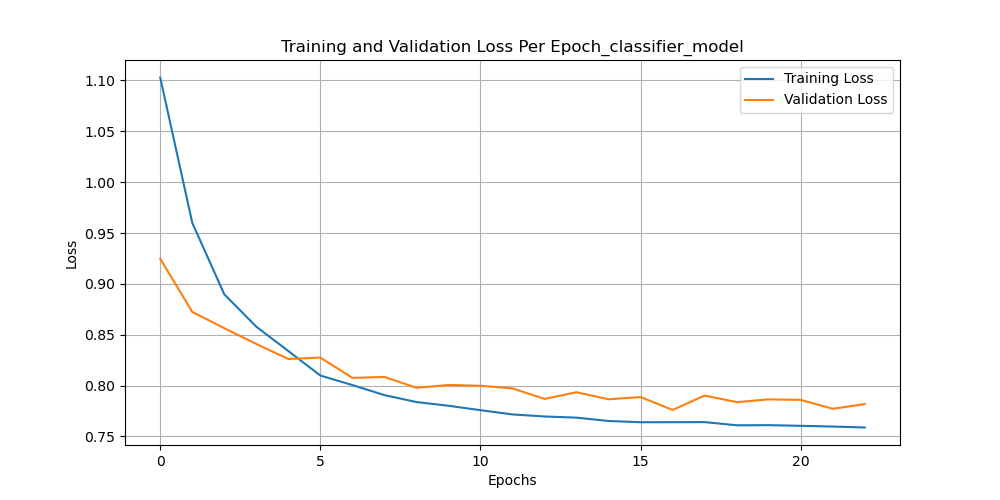 Training and Validation Loss Per Epoch_classifier_model
Training Loss
Validation Loss
1.10
1.05
1.00
0.95
0.90
0.85
0.80
0.75
Loss
0 5 10 15 20
Epochs